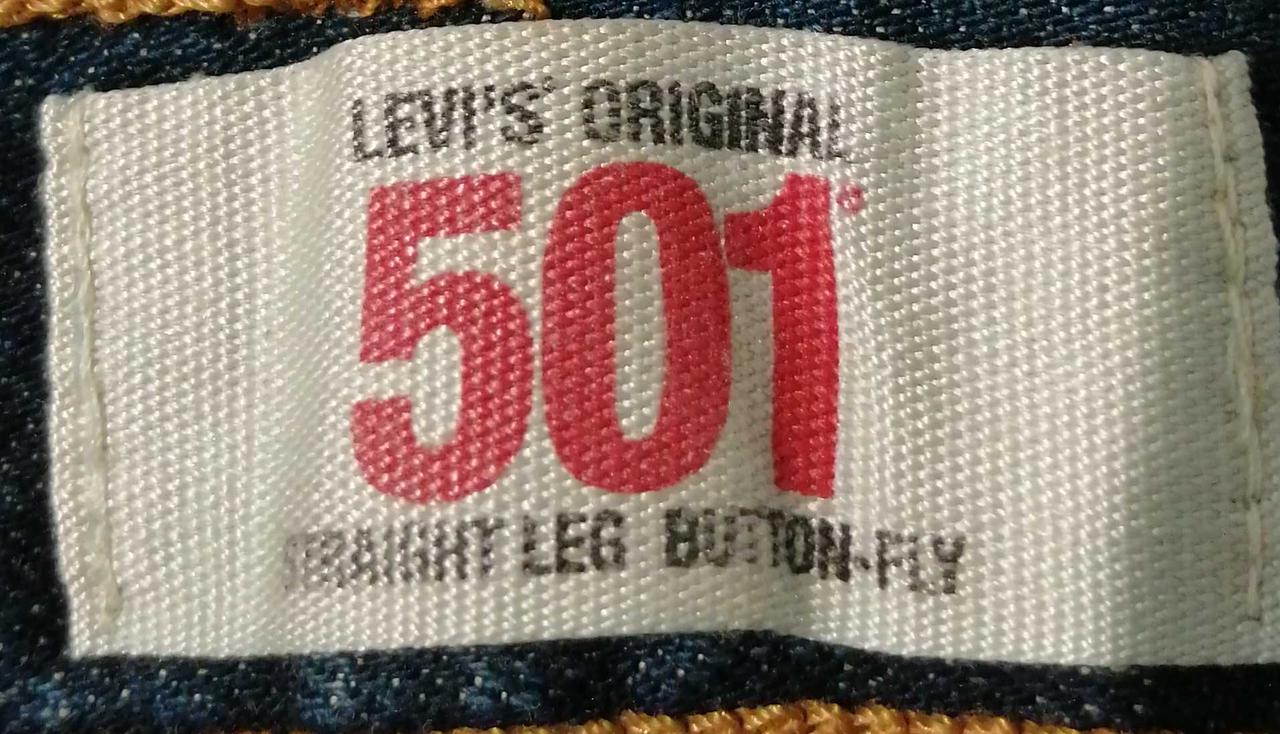 LEVI'S® ORIGINAL
501®
STRAIGHT LEG BUTTON-FLY